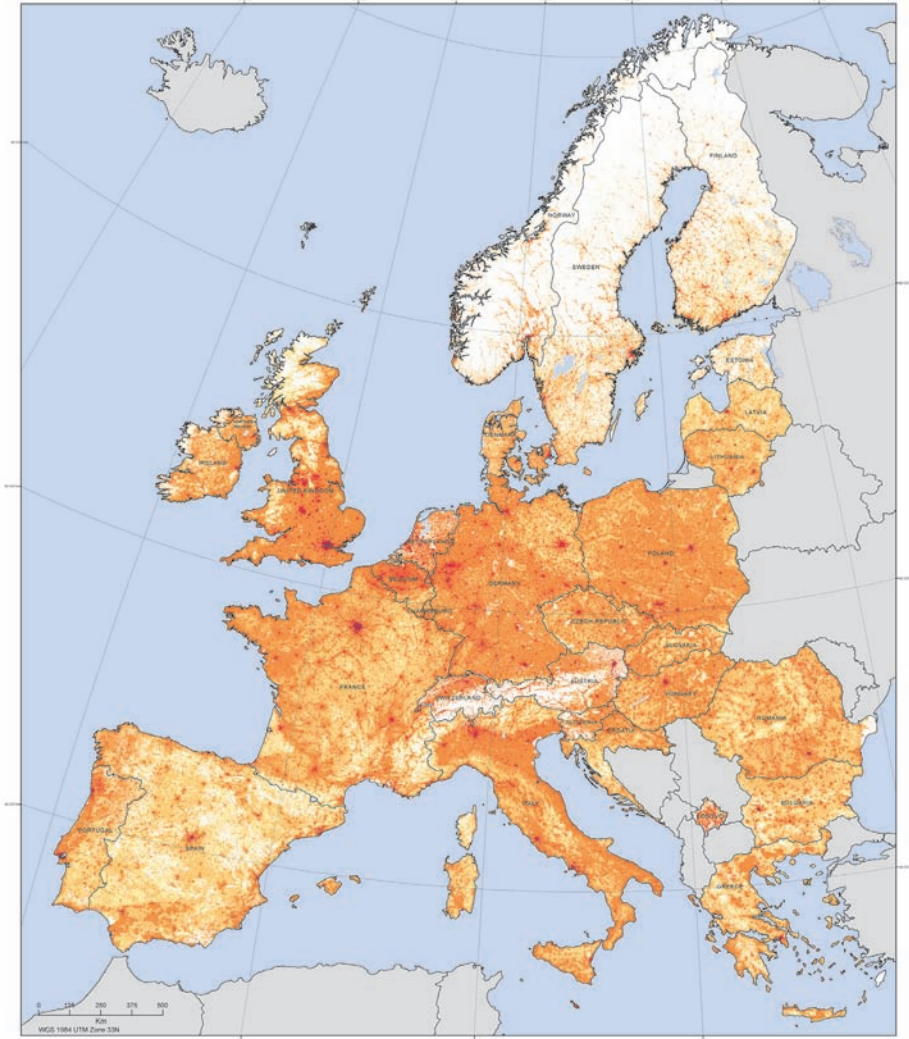 FINLAND
NORWAY
SWEDEN
ESTONIA
LATVIA
DENMARK
LITHUANIA
IRELAND
UNITED KINGDOM
POLAND
BELGIUM
GERMANY
LUXEMBOURG
CZECH REPUBLIC
SLOVAKIA
AUSTRIA
FRANCE
SWITZERLAND
HUNGARY
ROMANIA
CROATIA
ITALY
BULGARIA
KOSOVO
PORTUGAL
SPAIN
GREECE
0 125 250 375 500
Km
WGS 1984 UTM Zone 33N